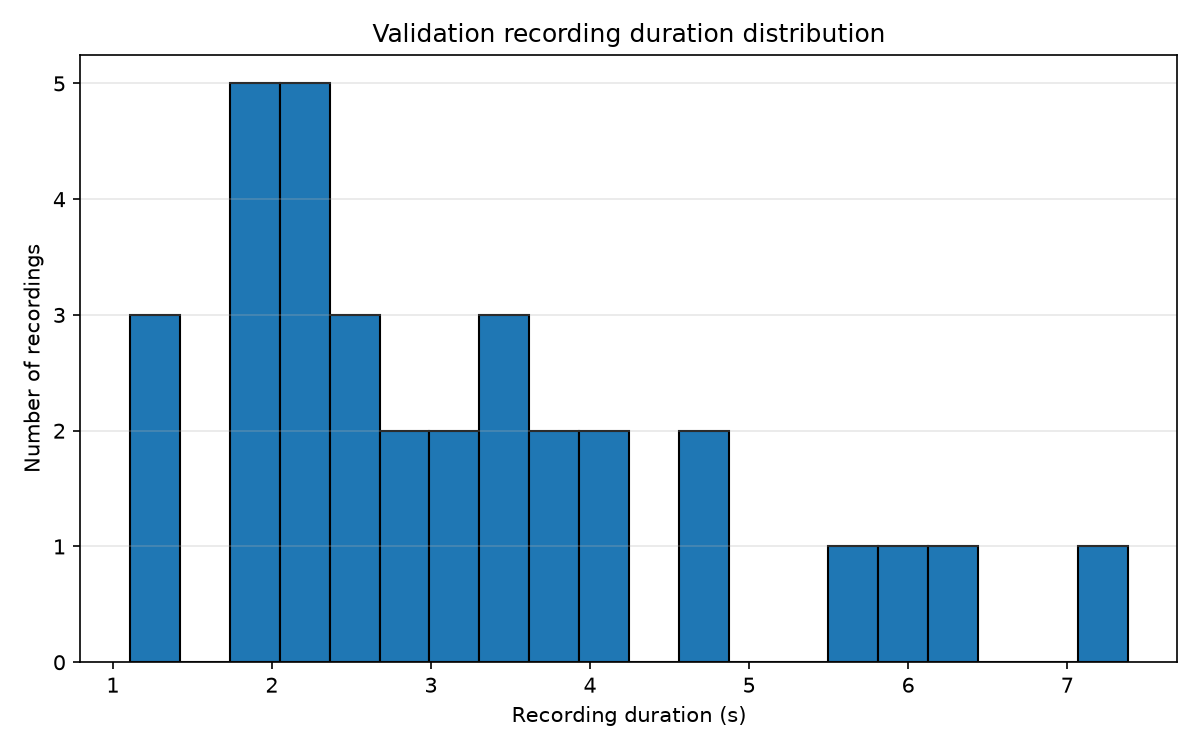 Validation recording duration distribution
Number of recordings
5
4
3
2
1
0
1 2 3 4 5 6 7
Recording duration (s)